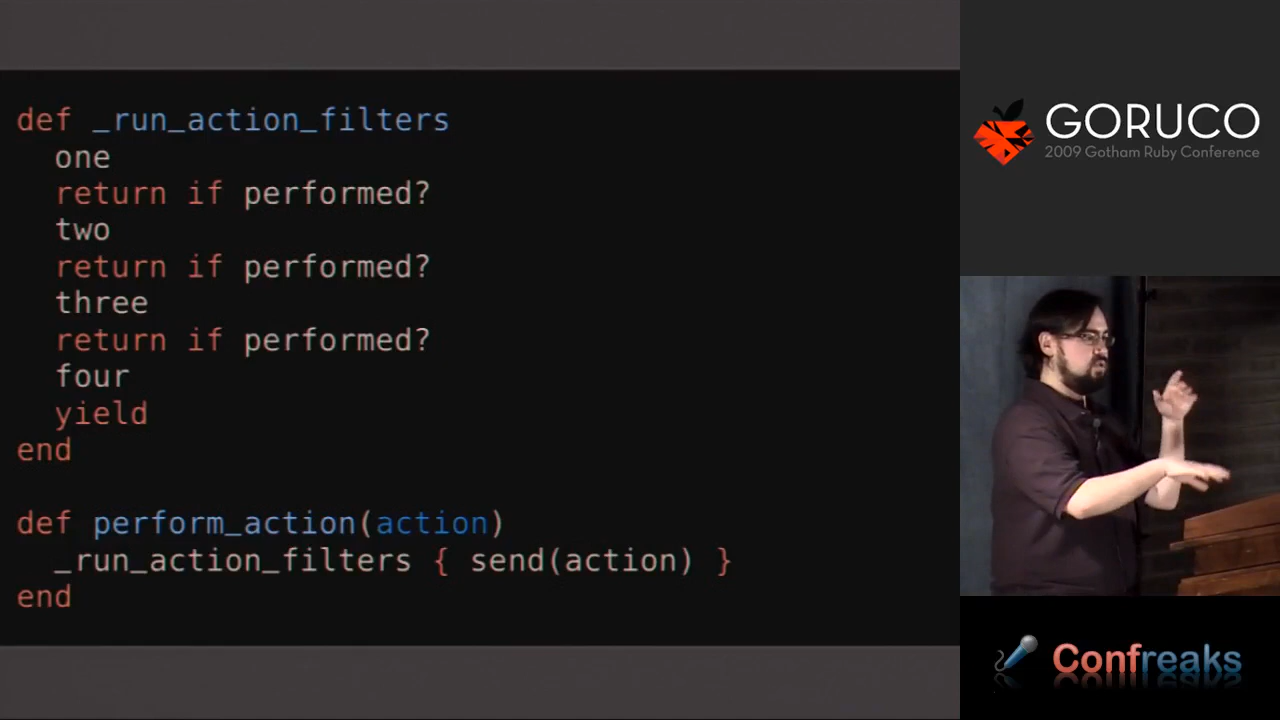 def _run_action_filters
  one
  return if performed?
  two
  return if performed?
  three
  return if performed?
  four
  yield
end

def perform_action(action)
  _run_action_filters { send(action) }
end
GORUCO
2009 Gotham Ruby Conference
Confreaks